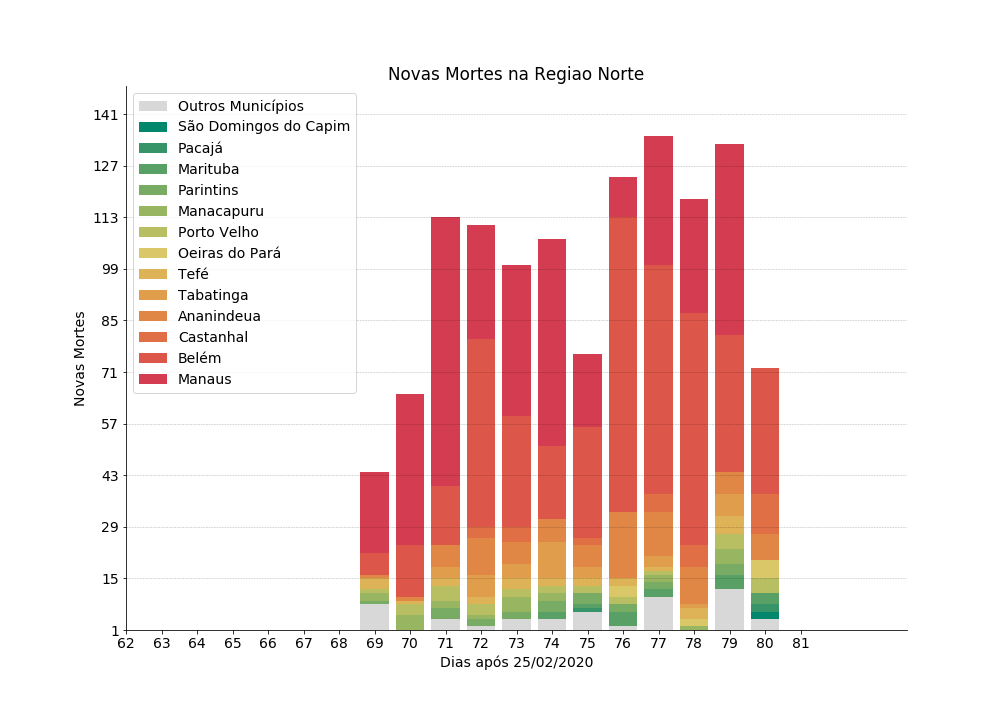 Novas Mortes na Regiao Norte
Outros Municípios
São Domingos do Capim
Pacajá
Marituba
Parintins
Manacapuru
Porto Velho
Oeiras do Pará
Tefé
Tabatinga
Ananindeua
Castanhal
Belém
Manaus
141
127
113
99
85
71
57
43
29
15
1
Novas Mortes
62 63 64 65 66 67 68 69 70 71 72 73 74 75 76 77 78 79 80 81
Dias após 25/02/2020